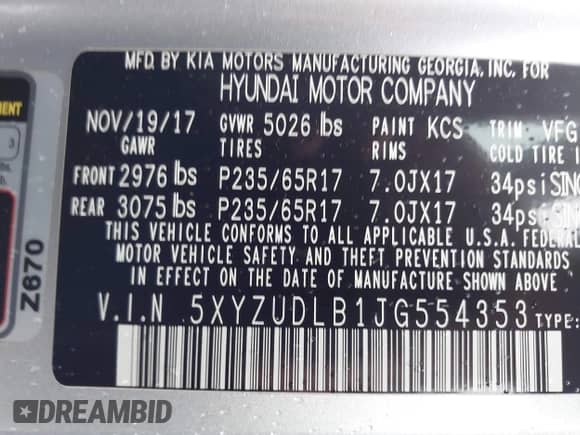 MFD. BY KIA MOTORS MANUFACTURING GEORGIA, INC. FOR
HYUNDAI MOTOR COMPANY
NOV/19/17 GVWR 5026 lbs PAINT KCS TRIM VFG
GAWR TIRES RIMS COLD TIRE
FRONT 2976 lbs P235/65R17 7.0JX17 34psi SING
REAR 3075 lbs P235/65R17 7.0JX17 34psi SING
THIS VEHICLE CONFORMS TO ALL APPLICABLE U.S.A. FEDERAL
MOTOR VEHICLE SAFETY AND THEFT PREVENTION STANDARDS
IN EFFECT ON THE DATE OF MANUFACTURE SHOWN ABOVE
V.I.N 5XYZUDLB1JG554353 TYPE:
Z670
DREAMBID